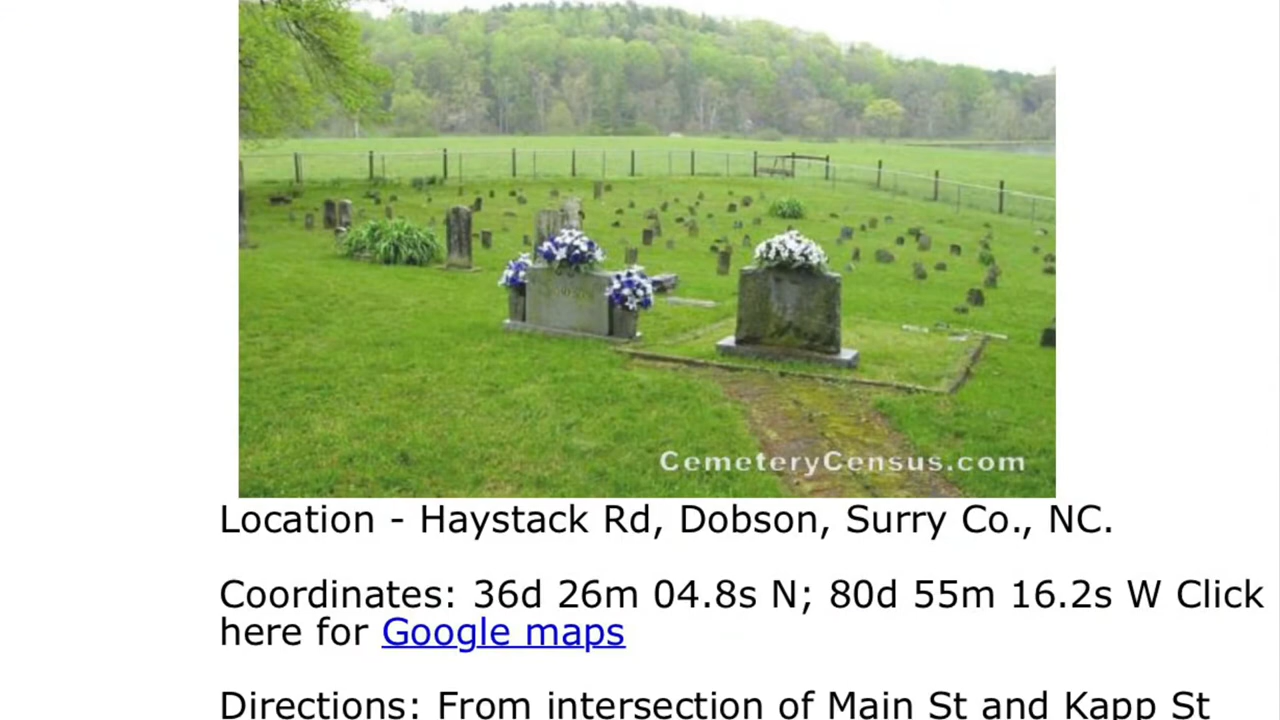 CemeteryCensus.com
Location - Haystack Rd, Dobson, Surry Co., NC.
Coordinates: 36d 26m 04.8s N; 80d 55m 16.2s W Click
here for Google maps
Directions: From intersection of Main St and Kapp St